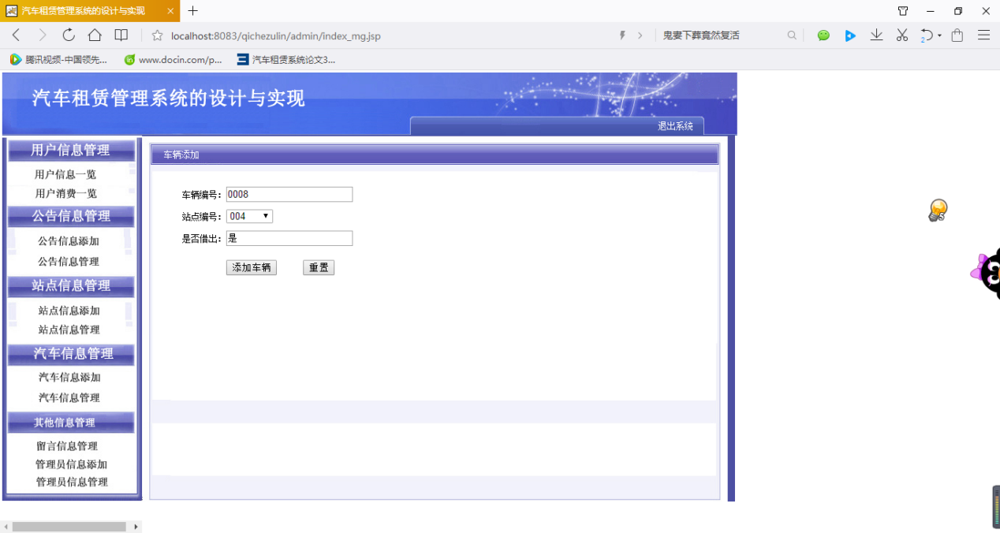 汽车租赁管理系统的设计与实现
localhost:8083/qichezulin/admin/index_mg.jsp
鬼妻下葬竟然复活
2
腾讯视频-中国领先...
www.docin.com/p...
汽车租赁系统论文3...
汽车租赁管理系统的设计与实现
退出系统
用户信息管理
用户信息一览
用户消费一览
公告信息管理
公告信息添加
公告信息管理
站点信息管理
站点信息添加
站点信息管理
汽车信息管理
汽车信息添加
汽车信息管理
其他信息管理
留言信息管理
管理员信息添加
管理员信息管理
车辆添加
车辆编号: 0008
站点编号: 004
是否借出: 是
添加车辆 重置